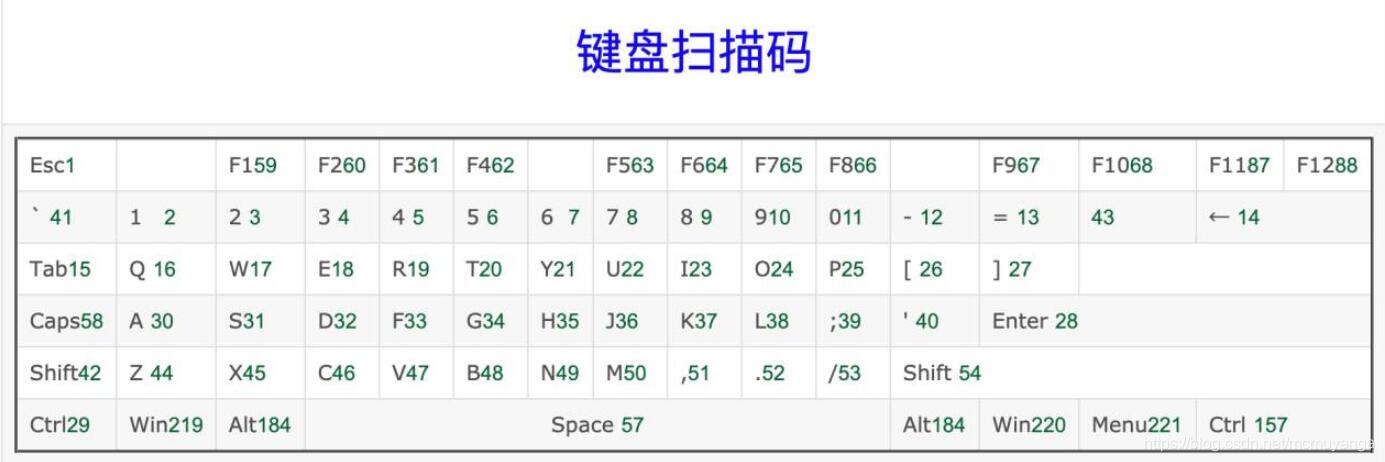 键盘扫描码
Esc1 F159 F260 F361 F462 F563 F664 F765 F866 F967 F1068 F1187 F1288
` 41 1 2 2 3 3 4 4 5 5 6 6 7 7 8 8 9 910 011 - 12 = 13 43 ← 14
Tab15 Q 16 W17 E18 R19 T20 Y21 U22 I23 O24 P25 [ 26 ] 27
Caps58 A 30 S31 D32 F33 G34 H35 J36 K37 L38 ;39 ' 40 Enter 28
Shift42 Z 44 X45 C46 V47 B48 N49 M50 ,51 .52 /53 Shift 54
Ctrl29 Win219 Alt184 Space 57 Alt184 Win220 Menu221 Ctrl 157
https://blog.csdn.net/mcmuyanga